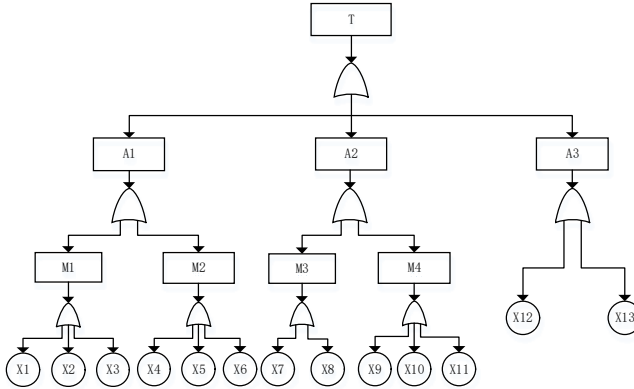 T
A1 A2 A3
M1 M2 M3 M4
X12 X13
X1 X2 X3 X4 X5 X6 X7 X8 X9 X10 X11